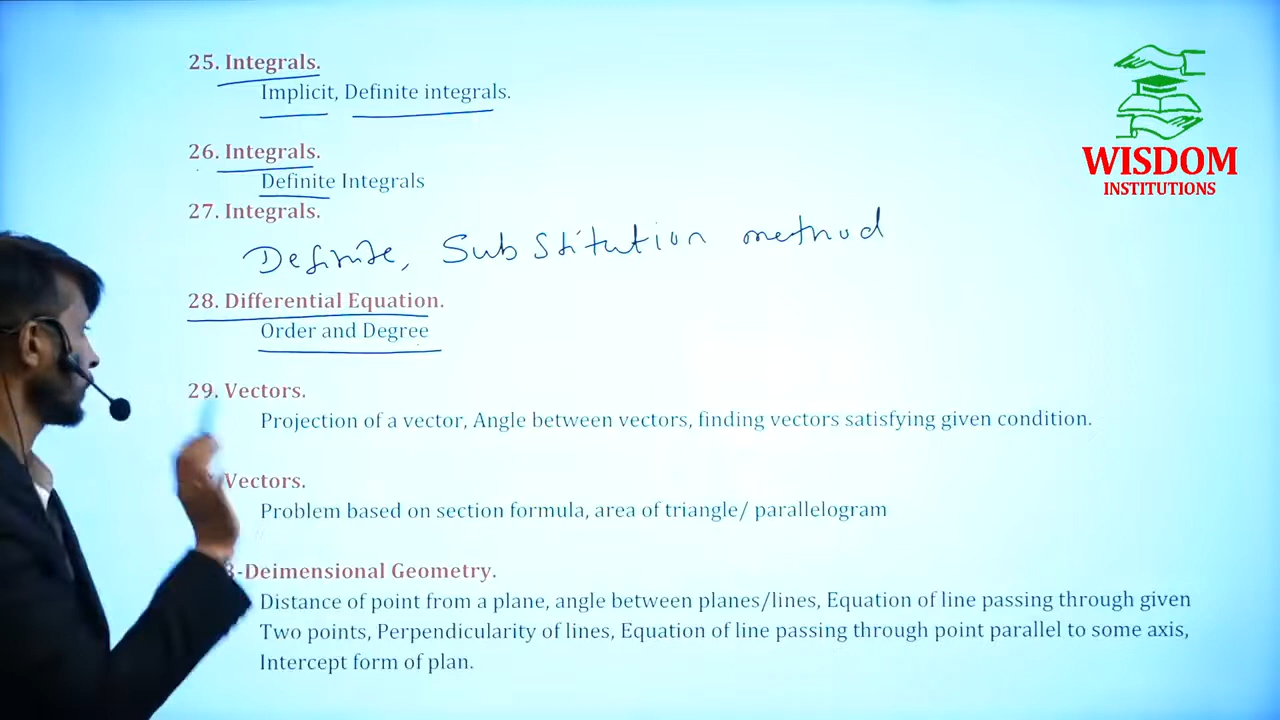 25. Integrals.
Implicit, Definite integrals.
WISDOM
INSTITUTIONS
26. Integrals.
Definite Integrals
27. Integrals.
Definite, Substitution method
28. Differential Equation.
Order and Degree
29. Vectors.
Projection of a vector, Angle between vectors, finding vectors satisfying given condition.
Vectors.
Problem based on section formula, area of triangle/ parallelogram
3-Deimensional Geometry.
Distance of point from a plane, angle between planes/lines, Equation of line passing through given
Two points, Perpendicularity of lines, Equation of line passing through point parallel to some axis,
Intercept form of plan.